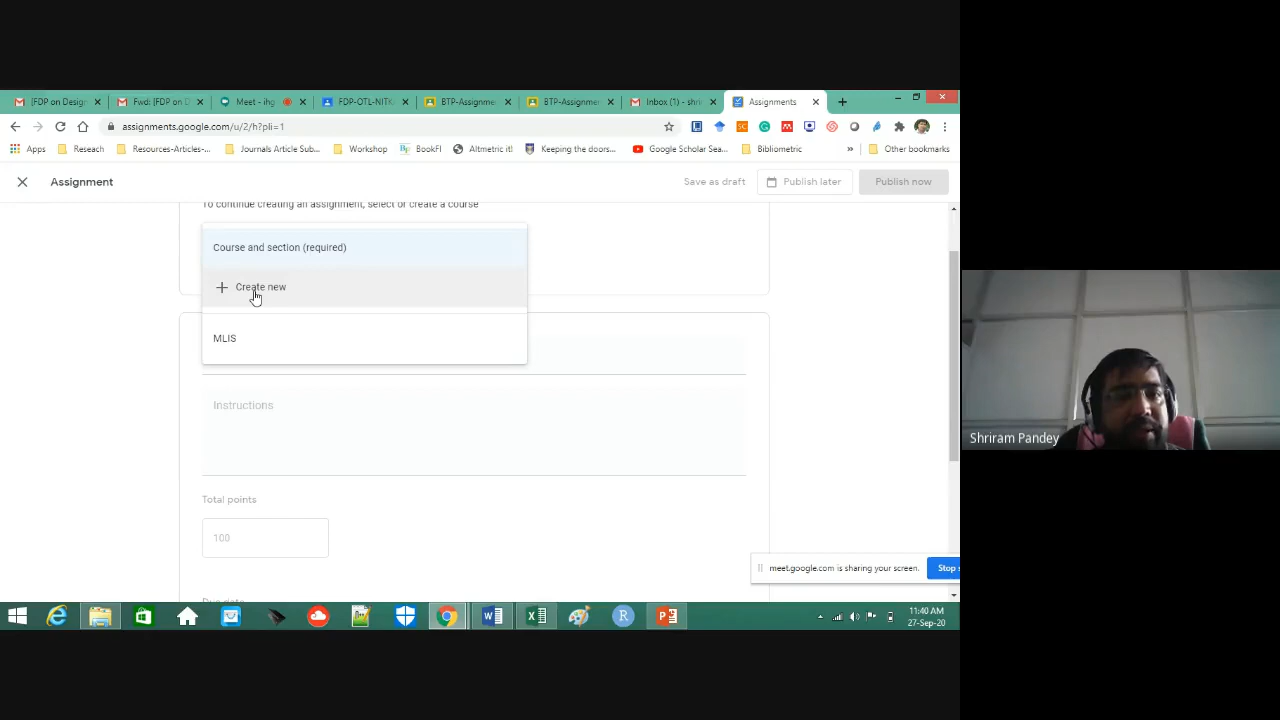 [FDP on Design
Fwd: [FDP on D
Meet - ihg
FDP-OTL-NITK
BTP-Assignme
BTP-Assignme
Inbox (1) - shri
Assignments
assignments.google.com/u/2/h?pli=1
Apps
Reseach
Resources-Articles-...
Journals Article Sub...
Workshop
BookFI
Altmetric it!
Keeping the doors...
Google Scholar Sea...
Bibliometric
Other bookmarks
Assignment
Save as draft
Publish later
Publish now
To continue creating an assignment, select or create a course
Course and section (required)
Create new
MLIS
Instructions
Total points
100
Due date
meet.google.com is sharing your screen.
Stop s
11:40 AM
27-Sep-20
Shriram Pandey